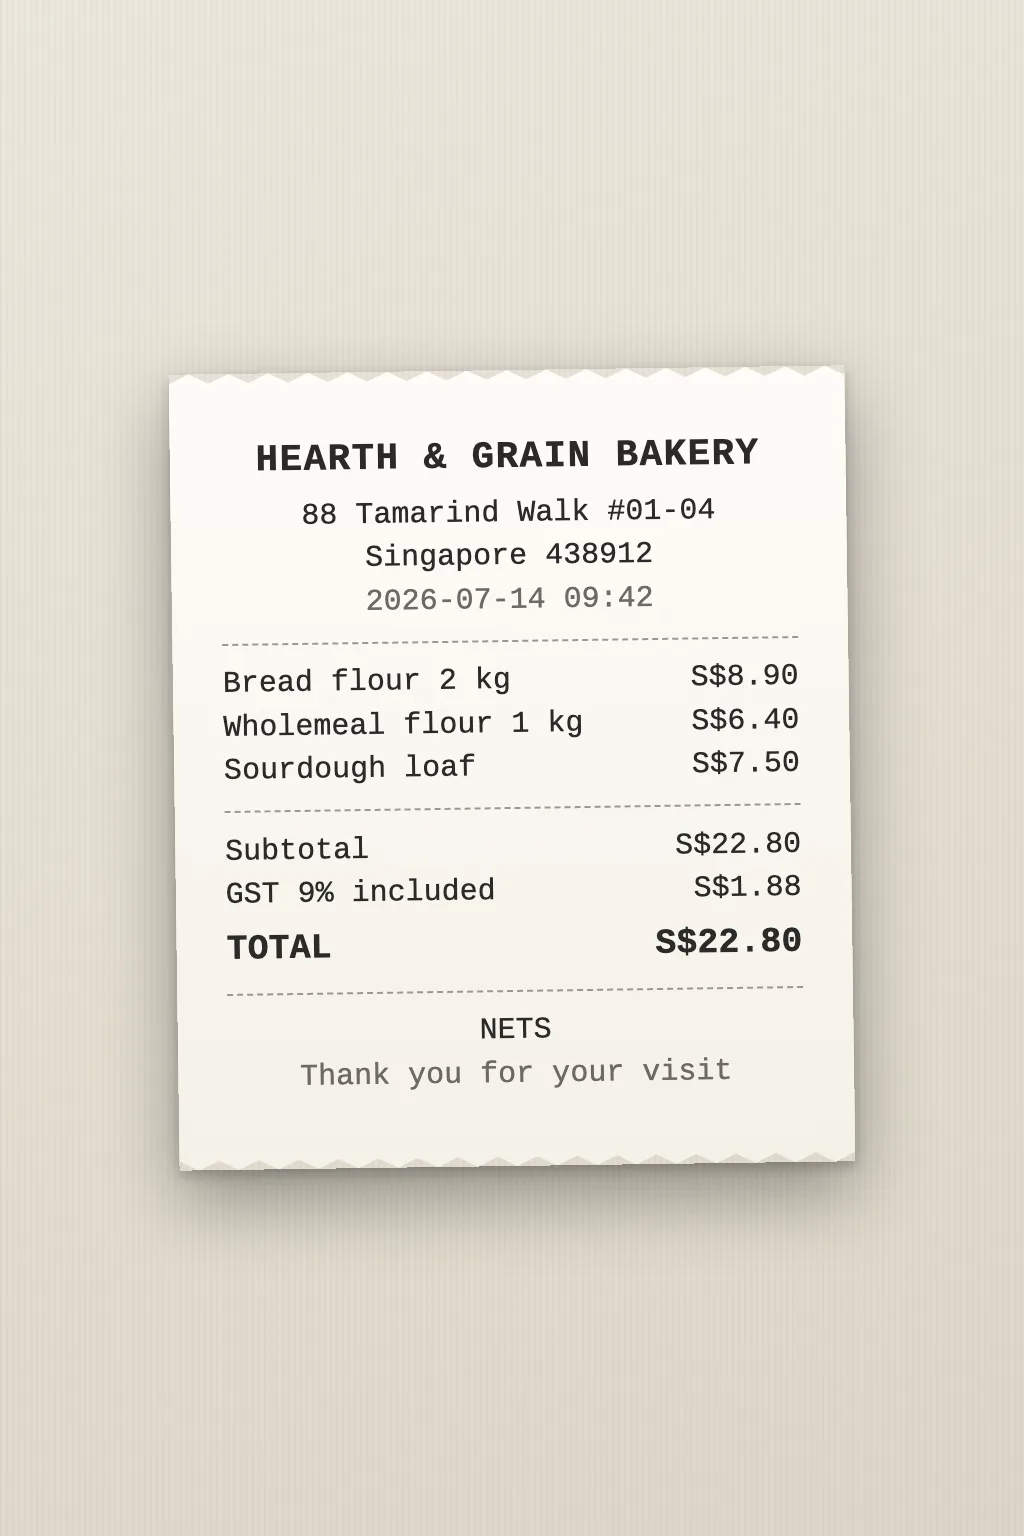 HEARTH & GRAIN BAKERY
88 Tamarind Walk #01-04
Singapore 438912
2026-07-14 09:42
Bread flour 2 kg S$8.90
Wholemeal flour 1 kg S$6.40
Sourdough loaf S$7.50
Subtotal S$22.80
GST 9% included S$1.88
TOTAL S$22.80
NETS
Thank you for your visit